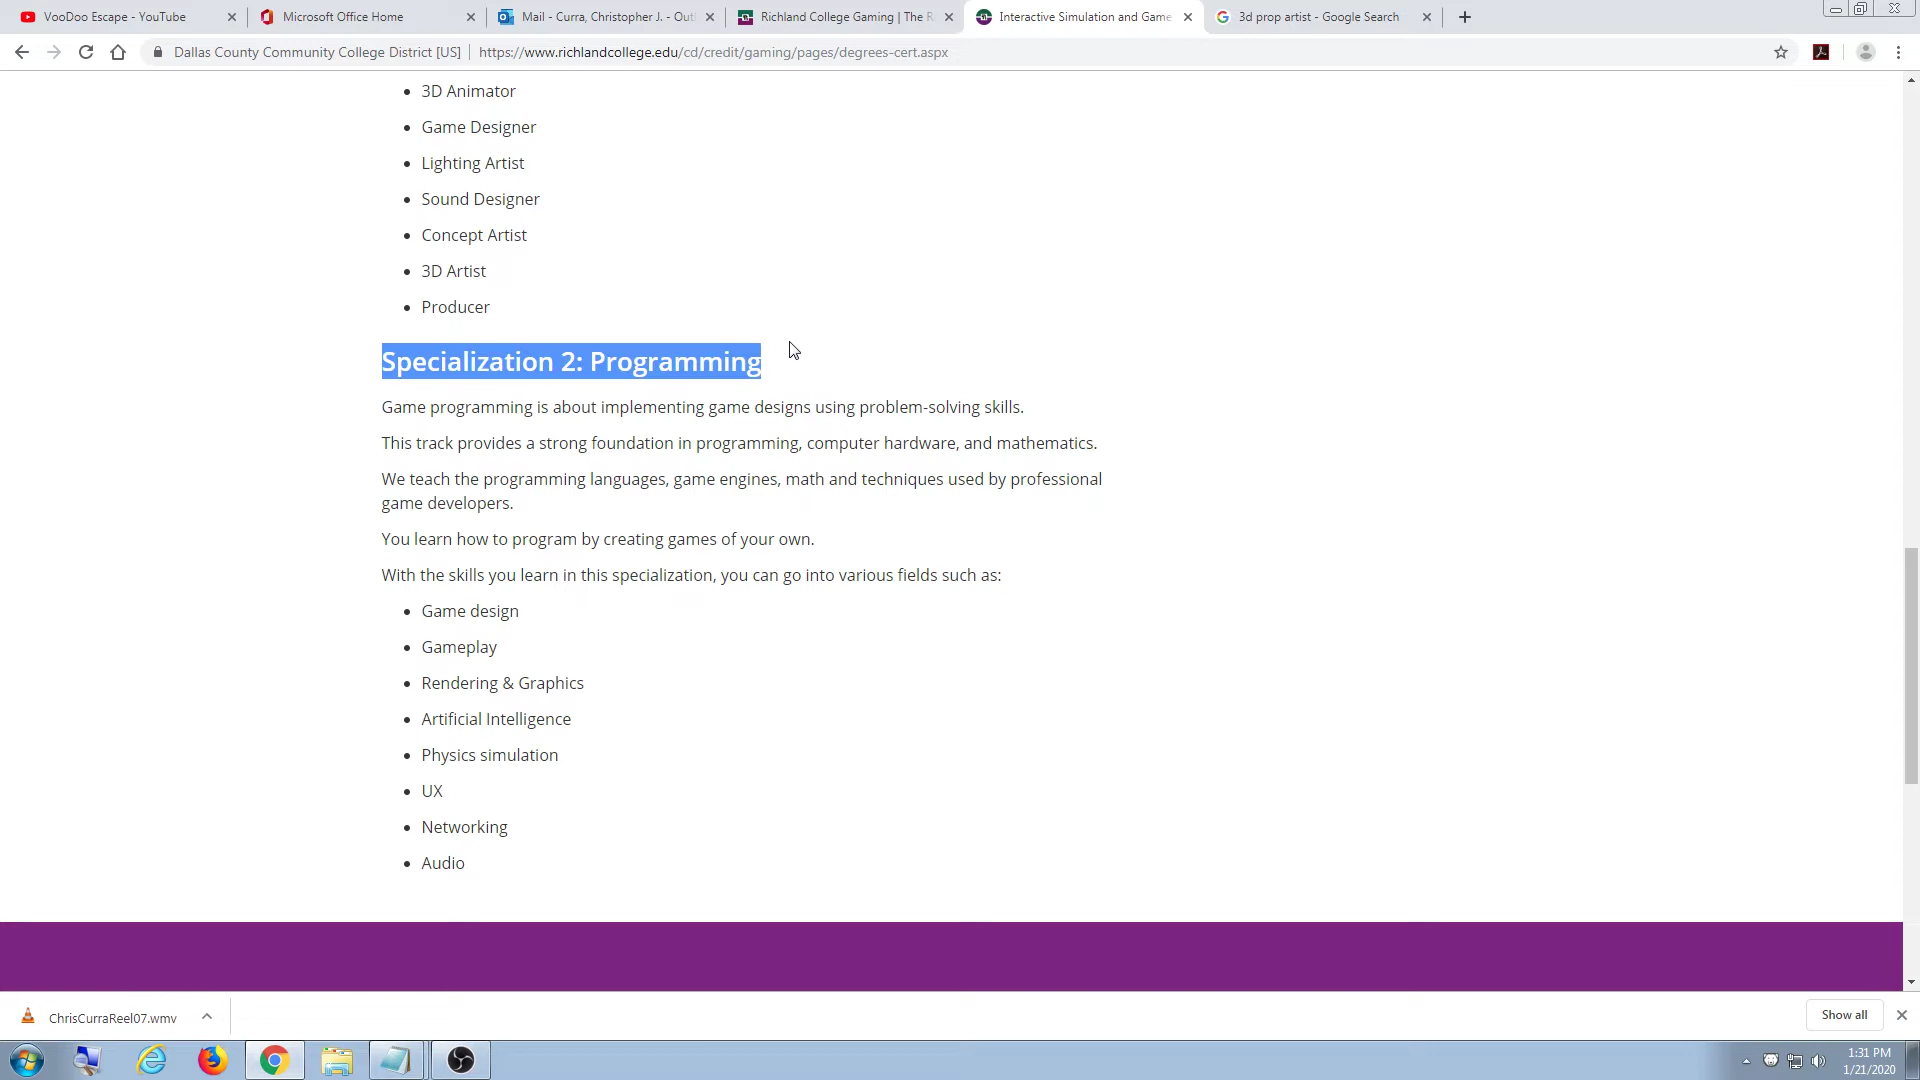 VooDoo Escape - YouTube
Microsoft Office Home
Mail - Curra, Christopher J. - Out
Richland College Gaming | The R
Interactive Simulation and Game
3d prop artist - Google Search
Dallas County Community College District [US]
https://www.richlandcollege.edu/cd/credit/gaming/pages/degrees-cert.aspx
• 3D Animator
• Game Designer
• Lighting Artist
• Sound Designer
• Concept Artist
• 3D Artist
• Producer
Specialization 2: Programming
Game programming is about implementing game designs using problem-solving skills.
This track provides a strong foundation in programming, computer hardware, and mathematics.
We teach the programming languages, game engines, math and techniques used by professional
game developers.
You learn how to program by creating games of your own.
With the skills you learn in this specialization, you can go into various fields such as:
• Game design
• Gameplay
• Rendering & Graphics
• Artificial Intelligence
• Physics simulation
• UX
• Networking
• Audio
ChrisCurraReel07.wmv
Show all
1:31 PM
1/21/2020